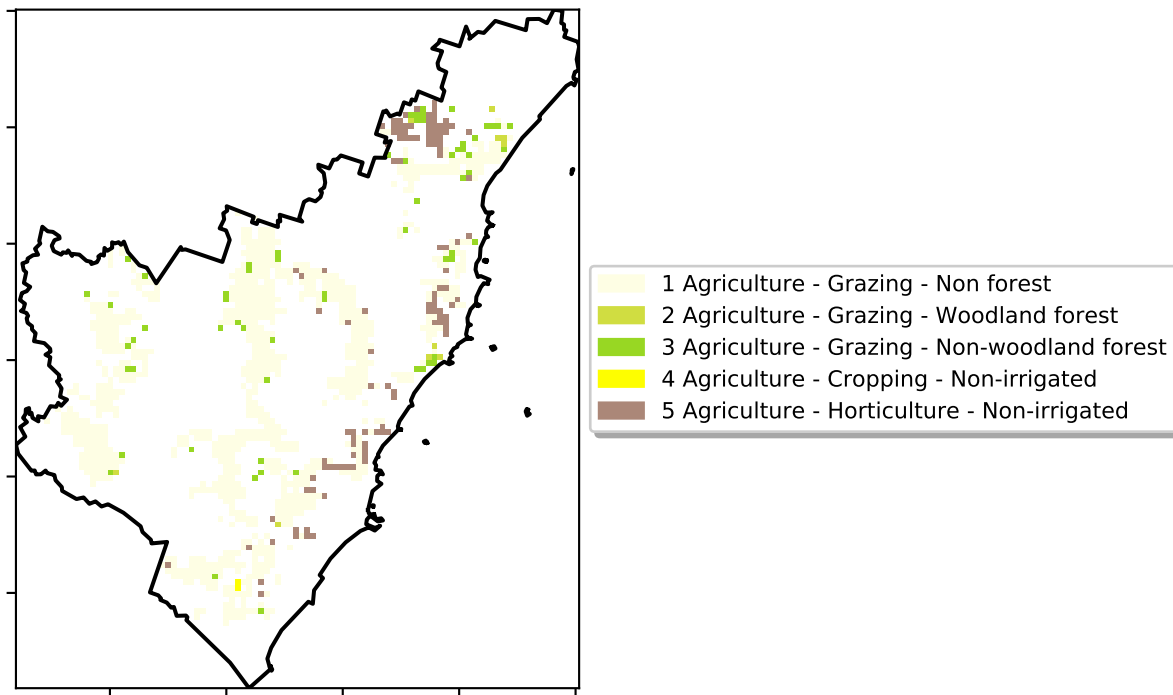 1 Agriculture - Grazing - Non forest
2 Agriculture - Grazing - Woodland forest
3 Agriculture - Grazing - Non-woodland forest
4 Agriculture - Cropping - Non-irrigated
5 Agriculture - Horticulture - Non-irrigated